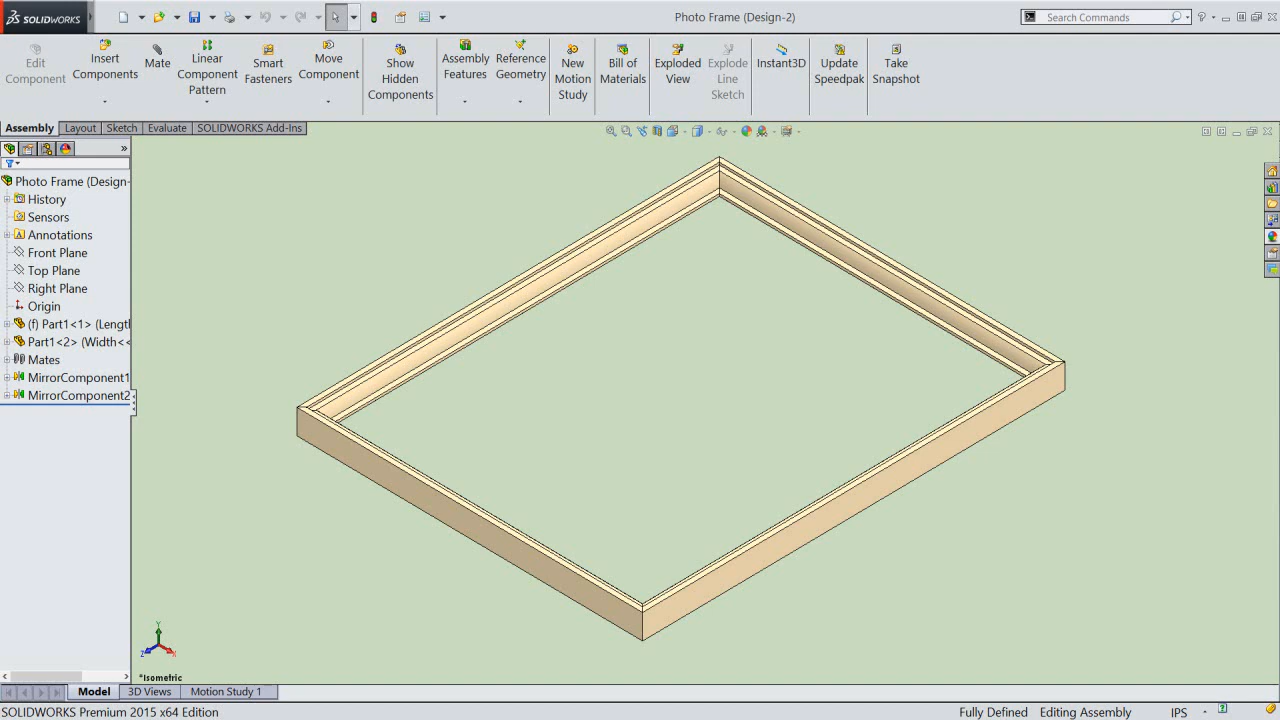 SOLIDWORKS
Photo Frame (Design-2)
Search Commands
Edit
Component
Insert
Components
Mate
Linear
Component
Pattern
Smart
Fasteners
Move
Component
Show
Hidden
Components
Assembly
Features
Reference
Geometry
New
Motion
Study
Bill of
Materials
Exploded
View
Explode
Line
Sketch
Instant3D
Update
Speedpak
Take
Snapshot
Assembly
Layout
Sketch
Evaluate
SOLIDWORKS Add-Ins
Photo Frame (Design-
History
Sensors
Annotations
Front Plane
Top Plane
Right Plane
Origin
(f) Part1<1> (Lengt
Part1<2> (Width<<
Mates
MirrorComponent1
MirrorComponent2
Y
Z
X
*Isometric
Model
3D Views
Motion Study 1
SOLIDWORKS Premium 2015 x64 Edition
Fully Defined
Editing Assembly
IPS